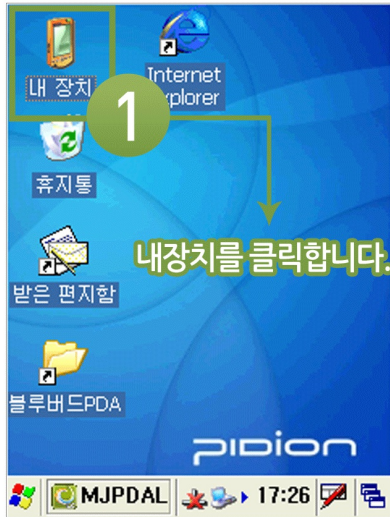 내 장치
Internet
Explorer
1
휴지통
내장치를 클릭합니다.
받은 편지함
블루버드PDA
PIDION
MJPDAL
17:26